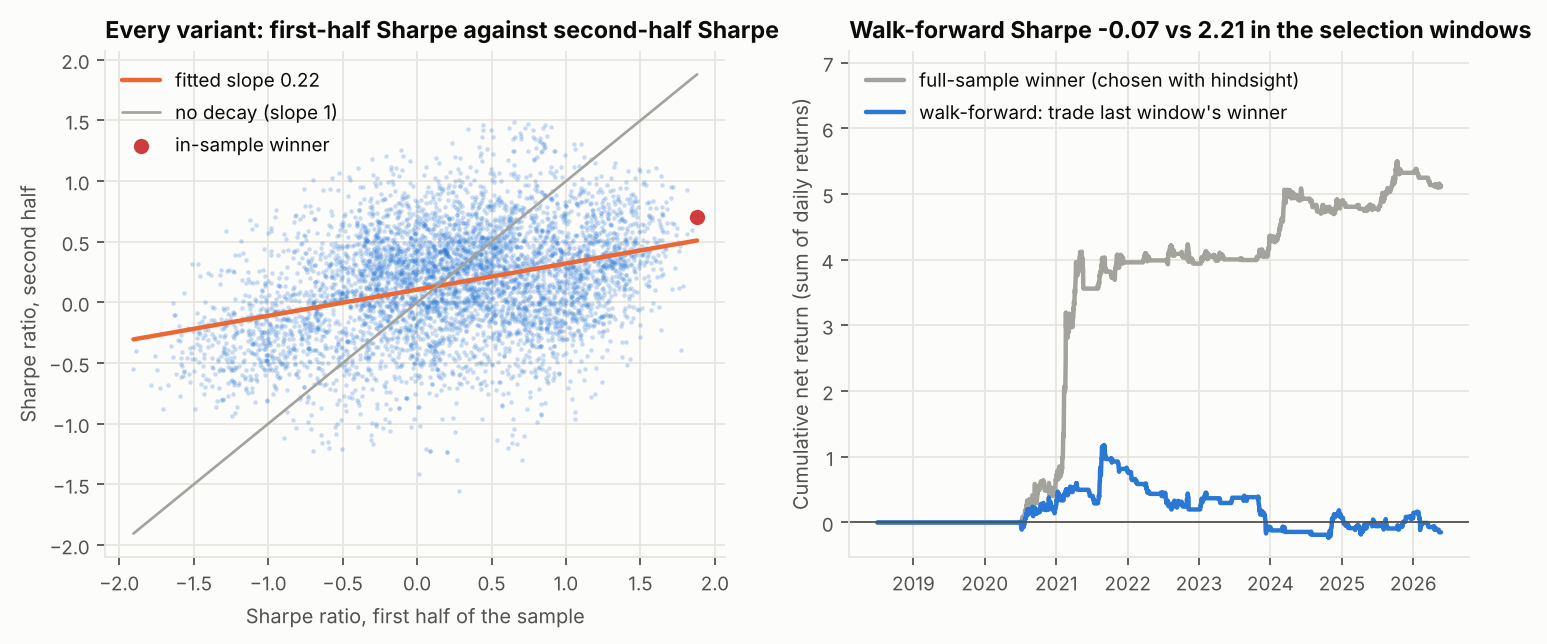 Every variant: first-half Sharpe against second-half Sharpe
2.0
1.5
1.0
0.5
0.0
−0.5
−1.0
−1.5
−2.0
Sharpe ratio, second half
fitted slope 0.22
no decay (slope 1)
in-sample winner
−2.0 −1.5 −1.0 −0.5 0.0 0.5 1.0 1.5 2.0
Sharpe ratio, first half of the sample
Walk-forward Sharpe -0.07 vs 2.21 in the selection windows
7
6
5
4
3
2
1
0
Cumulative net return (sum of daily returns)
full-sample winner (chosen with hindsight)
walk-forward: trade last window's winner
2019 2020 2021 2022 2023 2024 2025 2026